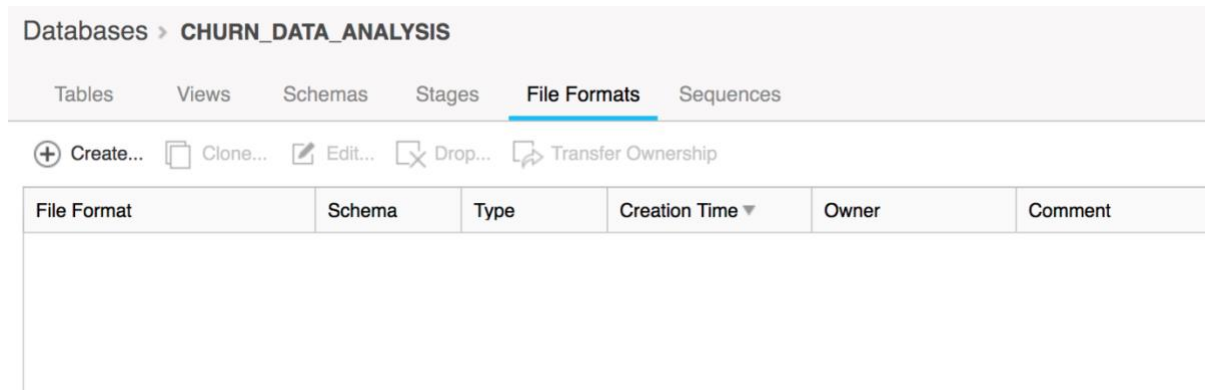 Databases > CHURN_DATA_ANALYSIS
Tables Views Schemas Stages File Formats Sequences
Create... Clone... Edit... Drop... Transfer Ownership
File Format Schema Type Creation Time Owner Comment